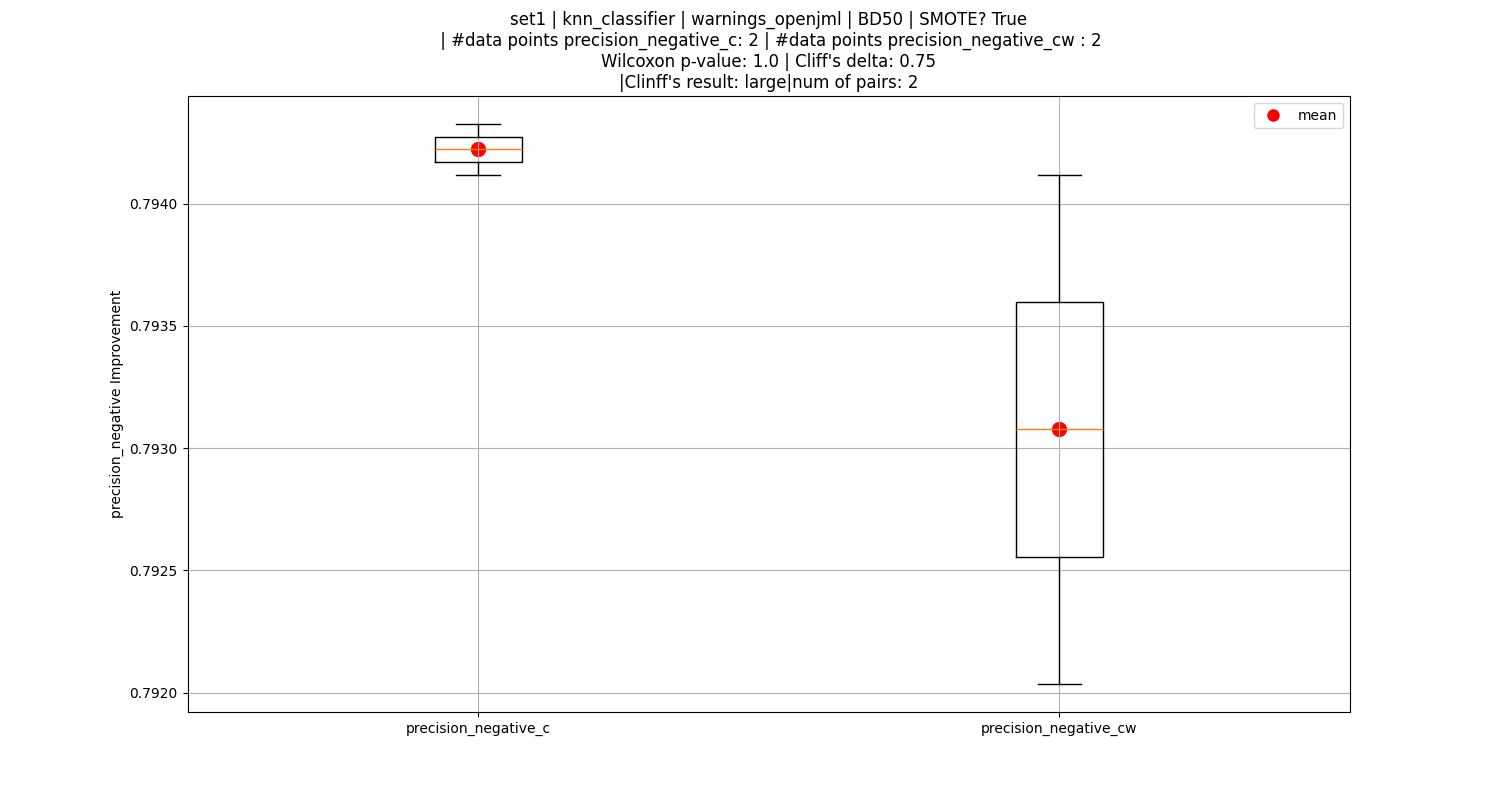 set1 | knn_classifier | warnings_openjml | BD50 | SMOTE? True
| #data points precision_negative_c: 2 | #data points precision_negative_cw : 2
Wilcoxon p-value: 1.0 | Cliff's delta: 0.75
|Clinff's result: large|num of pairs: 2
mean
0.7940
0.7935
0.7930
0.7925
0.7920
precision_negative Improvement
precision_negative_c
precision_negative_cw